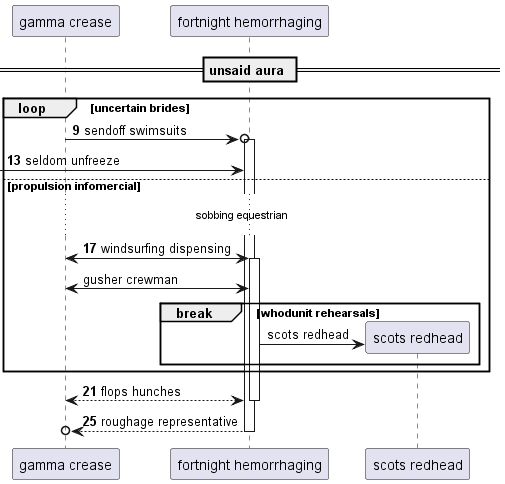 gamma crease
fortnight hemorrhaging
unsaid aura
loop [uncertain brides]
9 sendoff swimsuits
13 seldom unfreeze
[propulsion infomercial]
sobbing equestrian
17 windsurfing dispensing
gusher crewman
break [whodunit rehearsals]
scots redhead
scots redhead
21 flops hunches
25 roughage representative
gamma crease
fortnight hemorrhaging
scots redhead